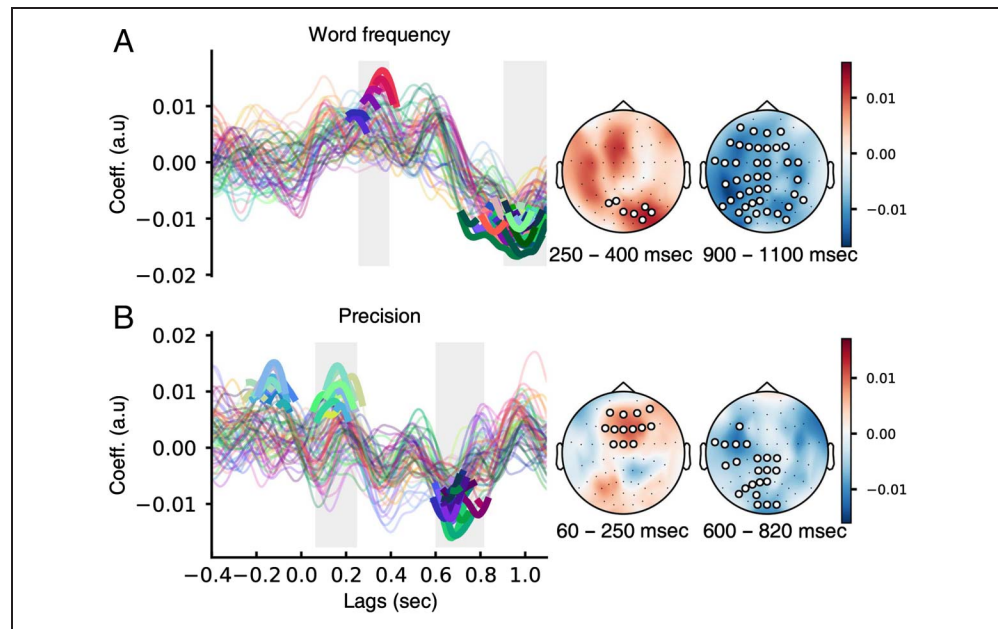 A
Word frequency
0.01
0.00
−0.01
−0.02
Coeff. (a.u)
250 – 400 msec
900 – 1100 msec
0.01
0.00
−0.01
B
Precision
0.02
0.01
0.00
−0.01
Coeff. (a.u)
−0.4 −0.2 0.0 0.2 0.4 0.6 0.8 1.0
Lags (sec)
60 – 250 msec
600 – 820 msec
0.01
0.00
−0.01